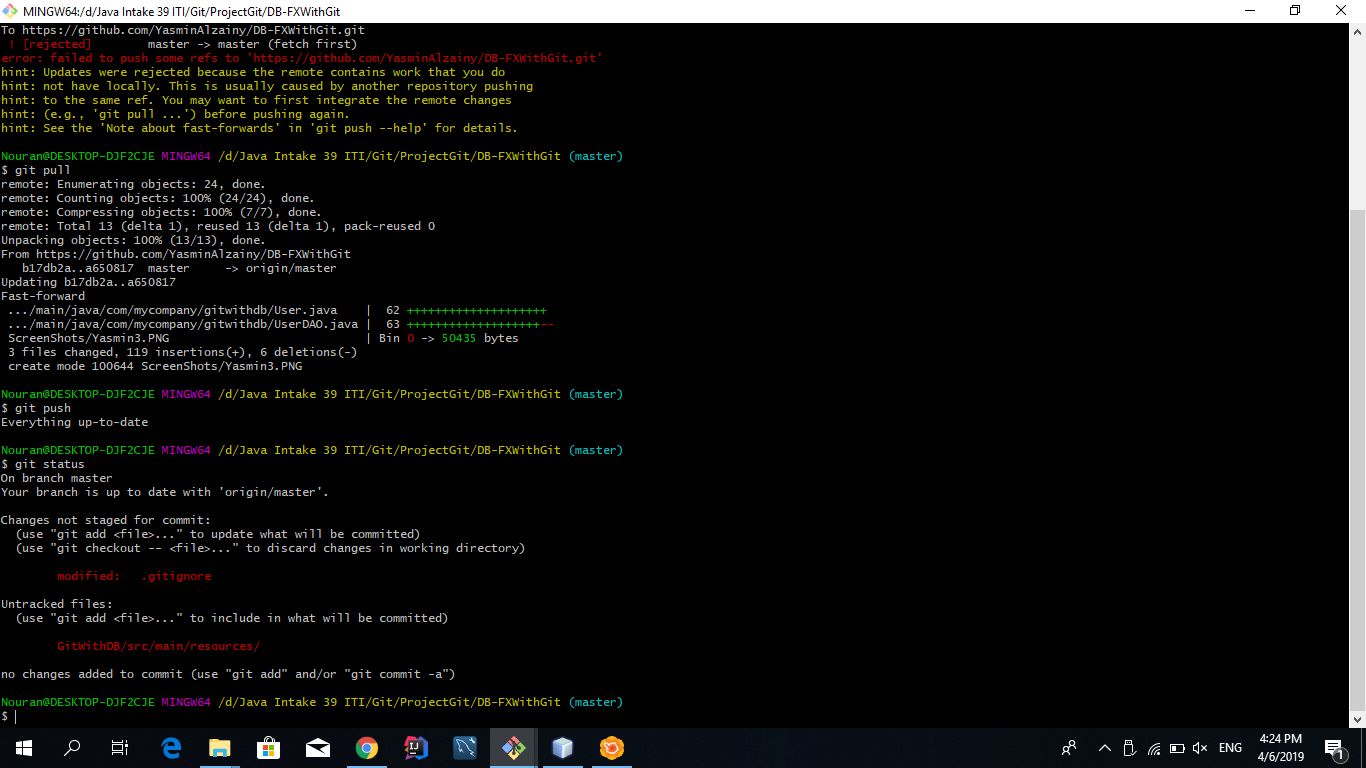 MINGW64:/d/Java Intake 39 ITI/Git/ProjectGit/DB-FXWithGit
To https://github.com/YasminAlzainy/DB-FXWithGit.git
 ! [rejected]        master -> master (fetch first)
error: failed to push some refs to 'https://github.com/YasminAlzainy/DB-FXWithGit.git'
hint: Updates were rejected because the remote contains work that you do
hint: not have locally. This is usually caused by another repository pushing
hint: to the same ref. You may want to first integrate the remote changes
hint: (e.g., 'git pull ...') before pushing again.
hint: See the 'Note about fast-forwards' in 'git push --help' for details.
Nouran@DESKTOP-DJF2CJE MINGW64 /d/Java Intake 39 ITI/Git/ProjectGit/DB-FXWithGit (master)
$ git pull
remote: Enumerating objects: 24, done.
remote: Counting objects: 100% (24/24), done.
remote: Compressing objects: 100% (7/7), done.
remote: Total 13 (delta 1), reused 13 (delta 1), pack-reused 0
Unpacking objects: 100% (13/13), done.
From https://github.com/YasminAlzainy/DB-FXWithGit
   b17db2a..a650817  master     -> origin/master
Updating b17db2a..a650817
Fast-forward
 .../main/java/com/mycompany/gitwithdb/User.java    |  62 ++++++++++++++++++++
 .../main/java/com/mycompany/gitwithdb/UserDAO.java |  63 +++++++++++++++++++--
 ScreenShots/Yasmin3.PNG                            | Bin 0 -> 50435 bytes
 3 files changed, 119 insertions(+), 6 deletions(-)
 create mode 100644 ScreenShots/Yasmin3.PNG
Nouran@DESKTOP-DJF2CJE MINGW64 /d/Java Intake 39 ITI/Git/ProjectGit/DB-FXWithGit (master)
$ git push
Everything up-to-date
Nouran@DESKTOP-DJF2CJE MINGW64 /d/Java Intake 39 ITI/Git/ProjectGit/DB-FXWithGit (master)
$ git status
On branch master
Your branch is up to date with 'origin/master'.
Changes not staged for commit:
  (use "git add <file>..." to update what will be committed)
  (use "git checkout -- <file>..." to discard changes in working directory)
        modified:   .gitignore
Untracked files:
  (use "git add <file>..." to include in what will be committed)
        GitWithDB/src/main/resources/
no changes added to commit (use "git add" and/or "git commit -a")
Nouran@DESKTOP-DJF2CJE MINGW64 /d/Java Intake 39 ITI/Git/ProjectGit/DB-FXWithGit (master)
$
ENG
4:24 PM
4/6/2019
1